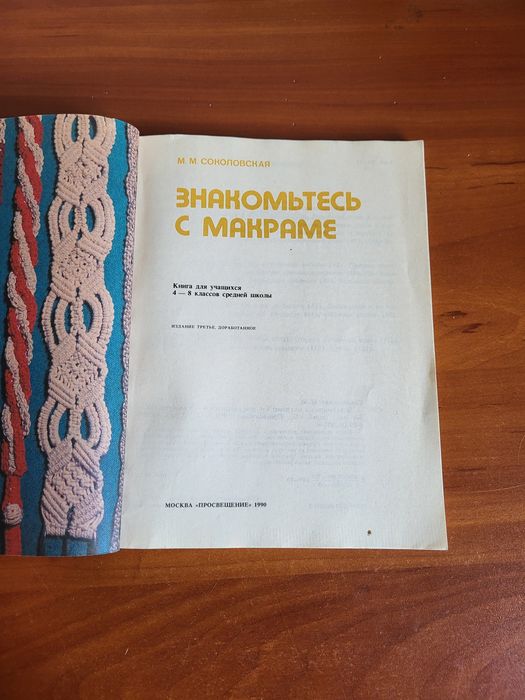 М. М. СОКОЛОВСКАЯ
ЗНАКОМЬТЕСЬ
С МАКРАМЕ
Книга для учащихся
4 — 8 классов средней школы
ИЗДАНИЕ ТРЕТЬЕ, ДОРАБОТАННОЕ
МОСКВА «ПРОСВЕЩЕНИЕ» 1990